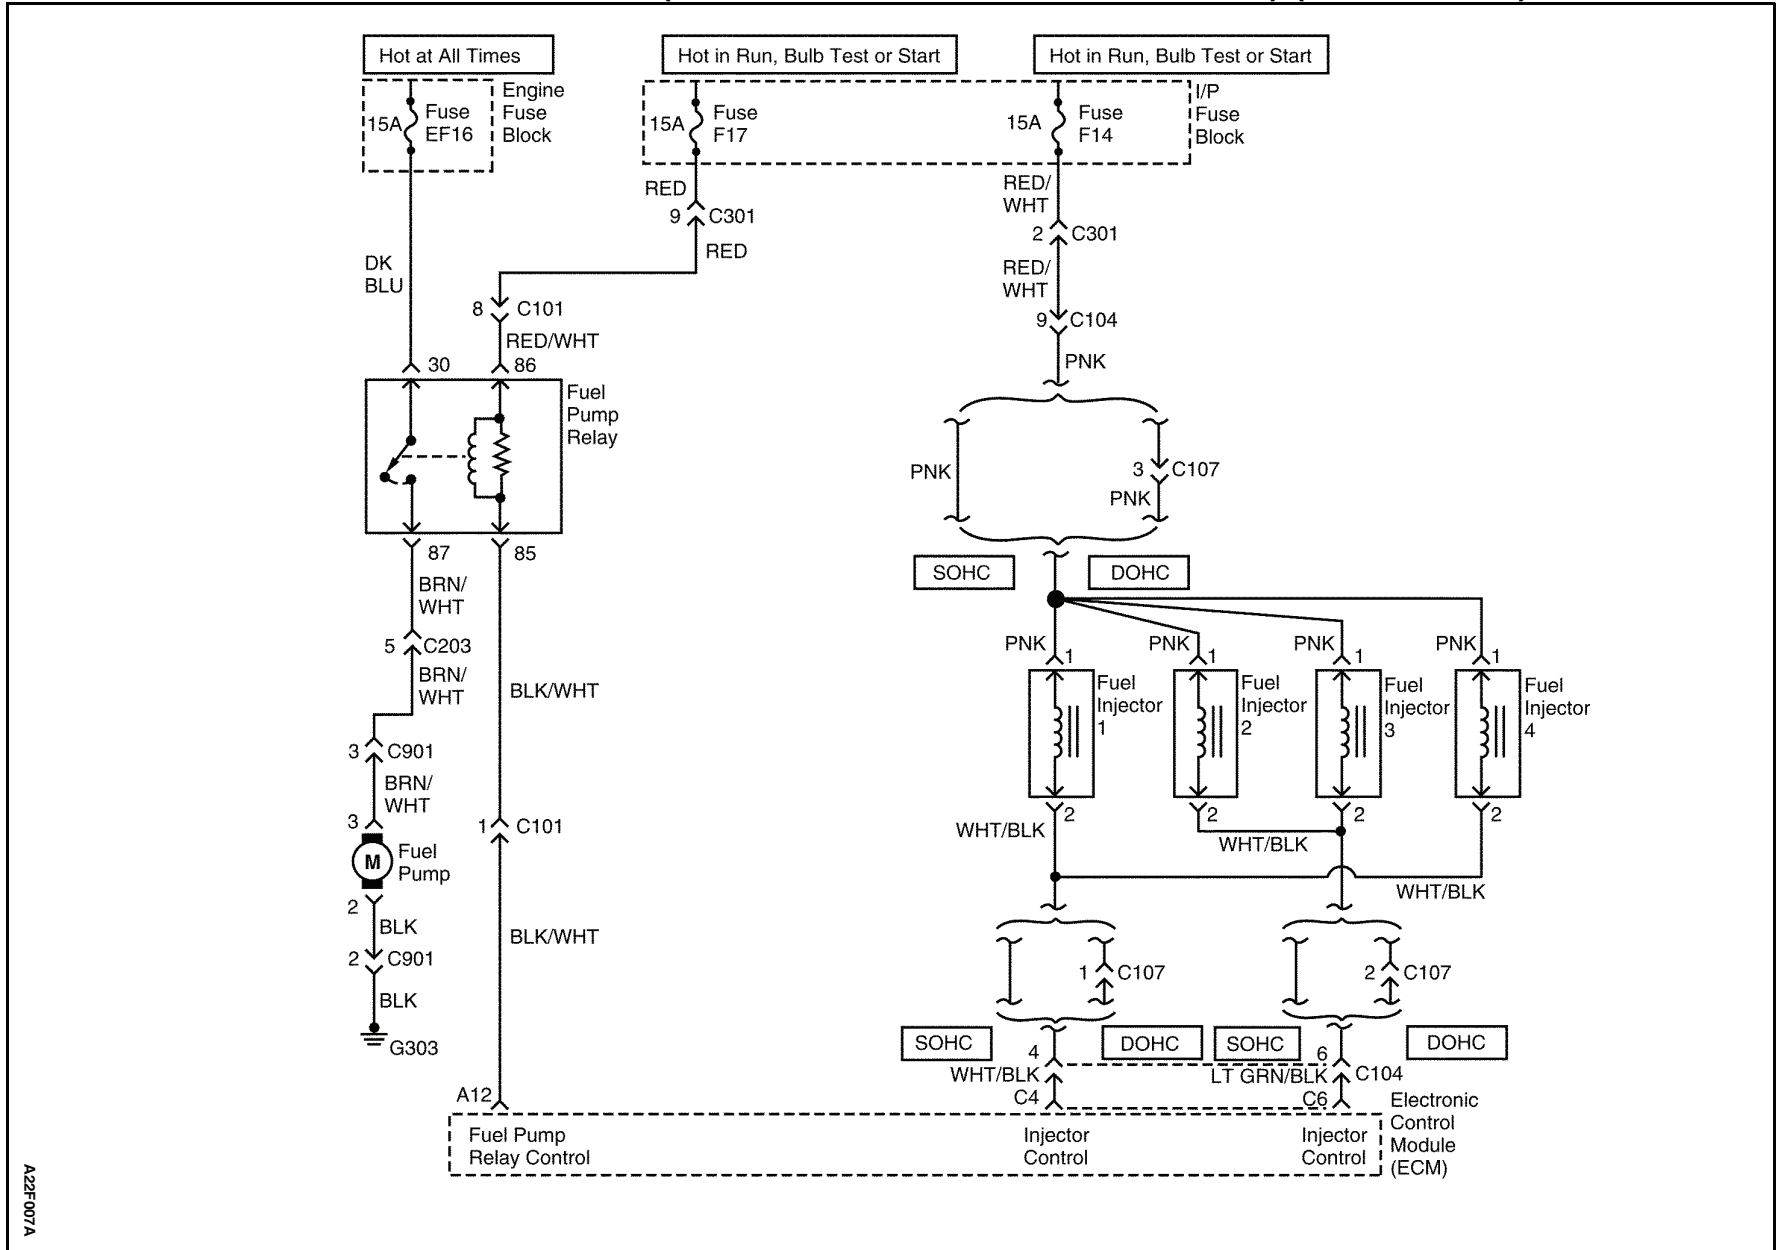 Hot at All Times
Hot in Run, Bulb Test or Start
Hot in Run, Bulb Test or Start
15A
Fuse
EF16
Engine
Fuse
Block
15A
Fuse
F17
15A
Fuse
F14
I/P
Fuse
Block
RED
9
C301
RED
RED/
WHT
2
C301
RED/
WHT
9
C104
PNK
DK
BLU
8
C101
RED/WHT
30
86
Fuel
Pump
Relay
87
85
PNK
3
C107
PNK
SOHC
DOHC
BRN/
WHT
5
C203
BRN/
WHT
BLK/WHT
3
C901
BRN/
WHT
3
M
Fuel
Pump
2
BLK
2
C901
BLK
G303
1
C101
BLK/WHT
A12
PNK
1
Fuel
Injector
1
2
PNK
1
Fuel
Injector
2
2
PNK
1
Fuel
Injector
3
2
PNK
1
Fuel
Injector
4
2
WHT/BLK
WHT/BLK
WHT/BLK
1
C107
2
C107
SOHC
DOHC
SOHC
DOHC
4
WHT/BLK
C4
6
LT GRN/BLK
C104
C6
Fuel Pump
Relay Control
Injector
Control
Injector
Control
Electronic
Control
Module
(ECM)
A22F007A